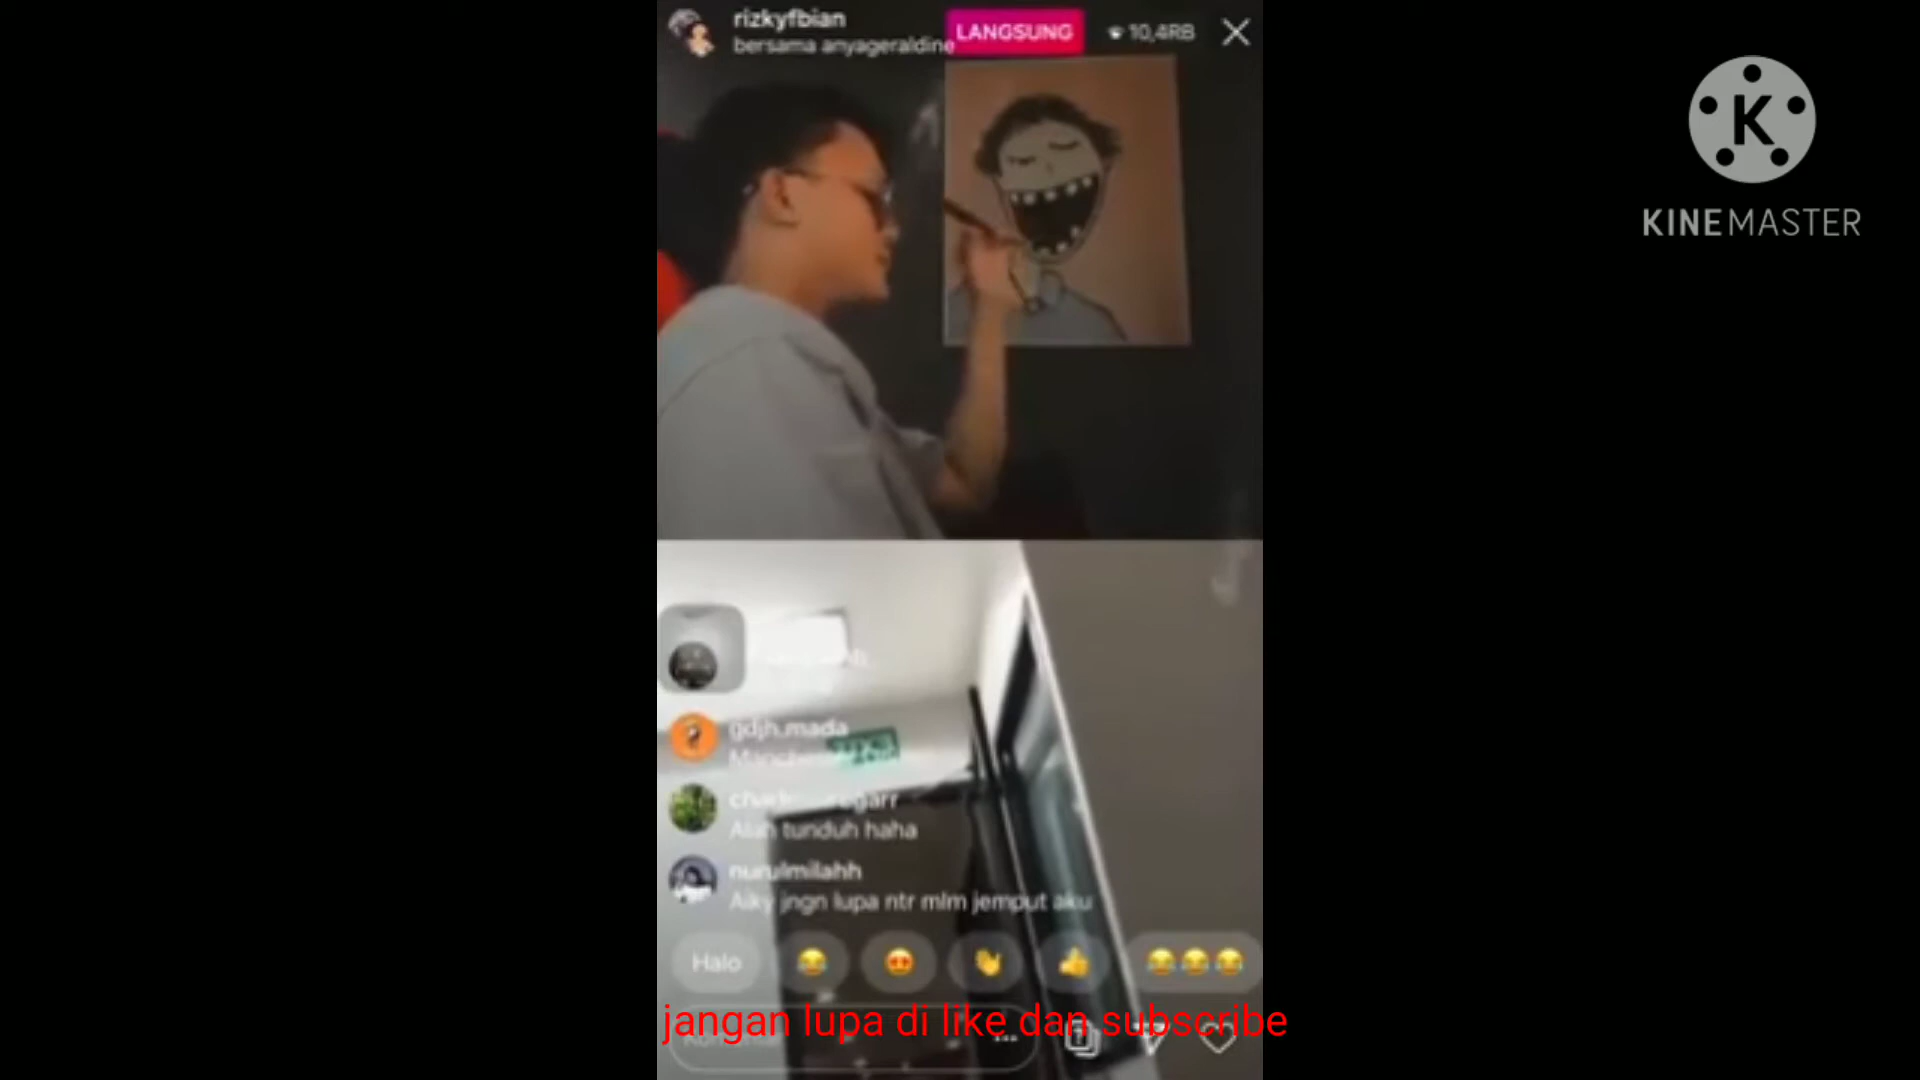 rizkyfbian
bersama anyageraldine
LANGSUNG
10,4RB
KINEMASTER
gdjh.mada
tunduh haha
nurulmilahh
Aiky jngn lupa ntr mlm jemput aku
Halo
jangan lupa di like dan subscribe